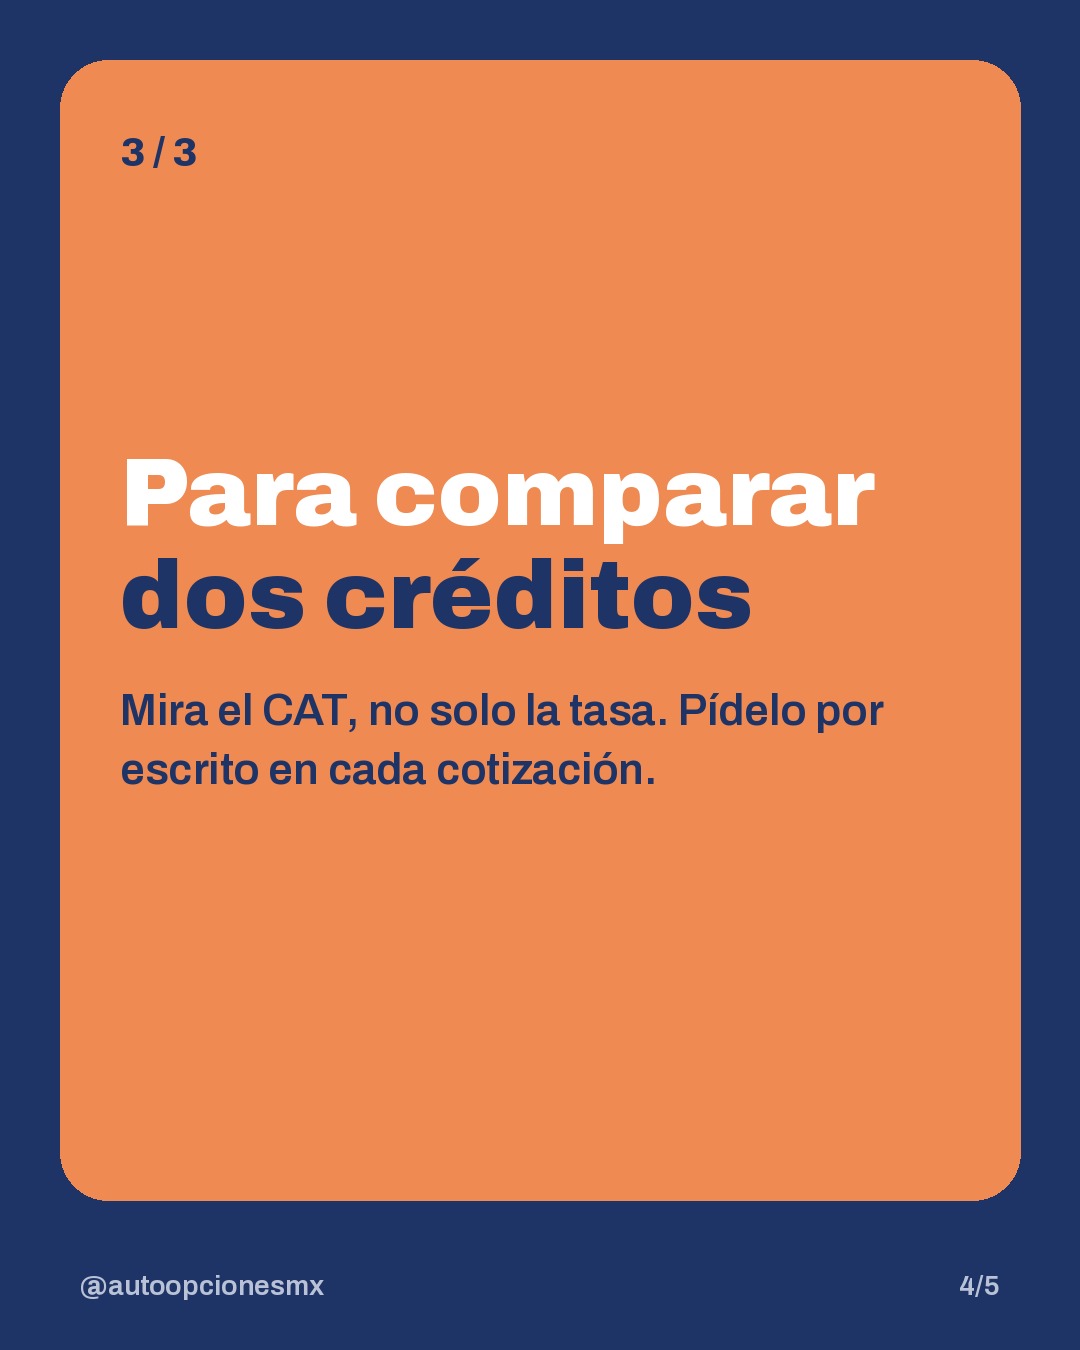 3 / 3
Para comparar
dos créditos
Mira el CAT, no solo la tasa. Pídelo por
escrito en cada cotización.
@autoopcionesmx
4/5